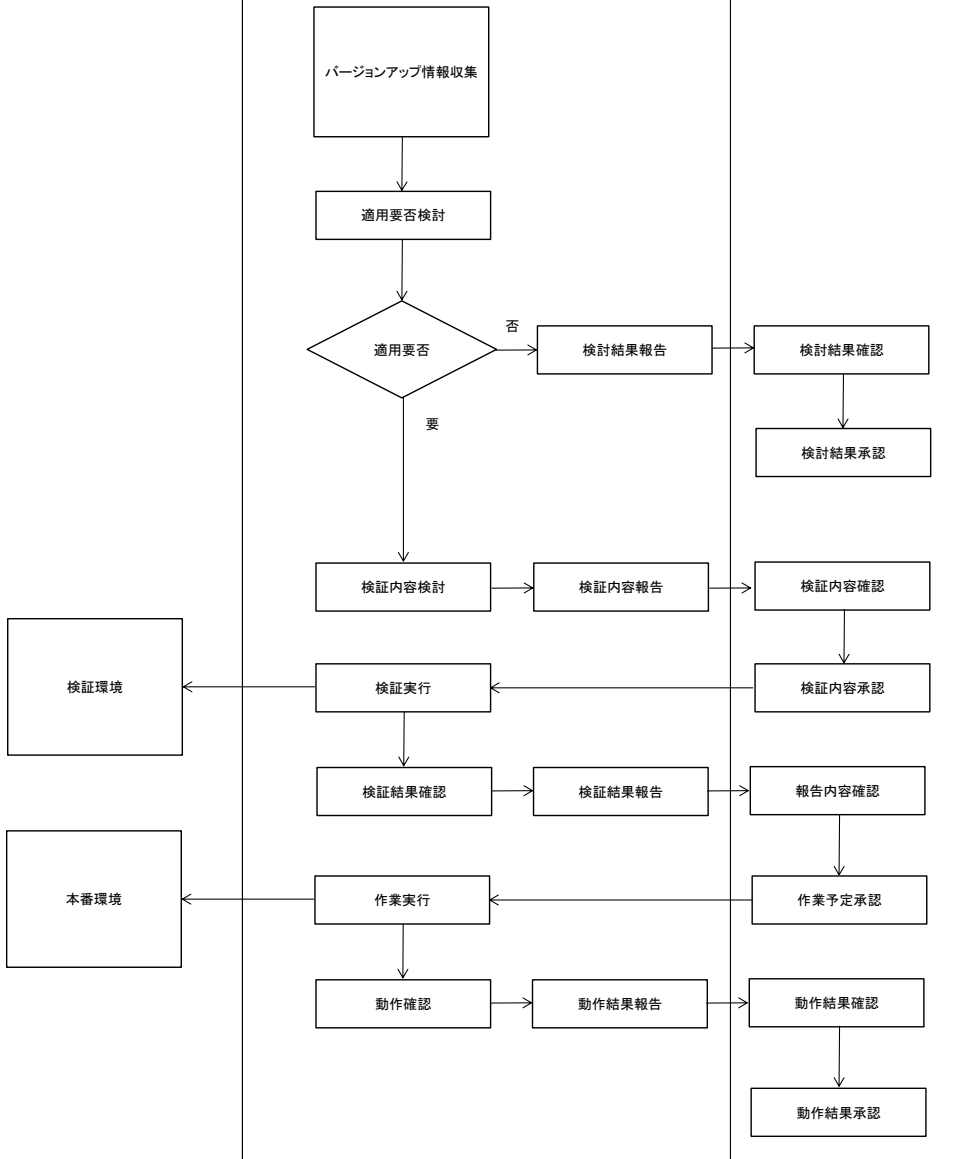 バージョンアップ情報収集
適用要否検討
適用要否
否
検討結果報告
検討結果確認
要
検討結果承認
検証内容検討
検証内容報告
検証内容確認
検証環境
検証実行
検証内容承認
検証結果確認
検証結果報告
報告内容確認
本番環境
作業実行
作業予定承認
動作確認
動作結果報告
動作結果確認
動作結果承認